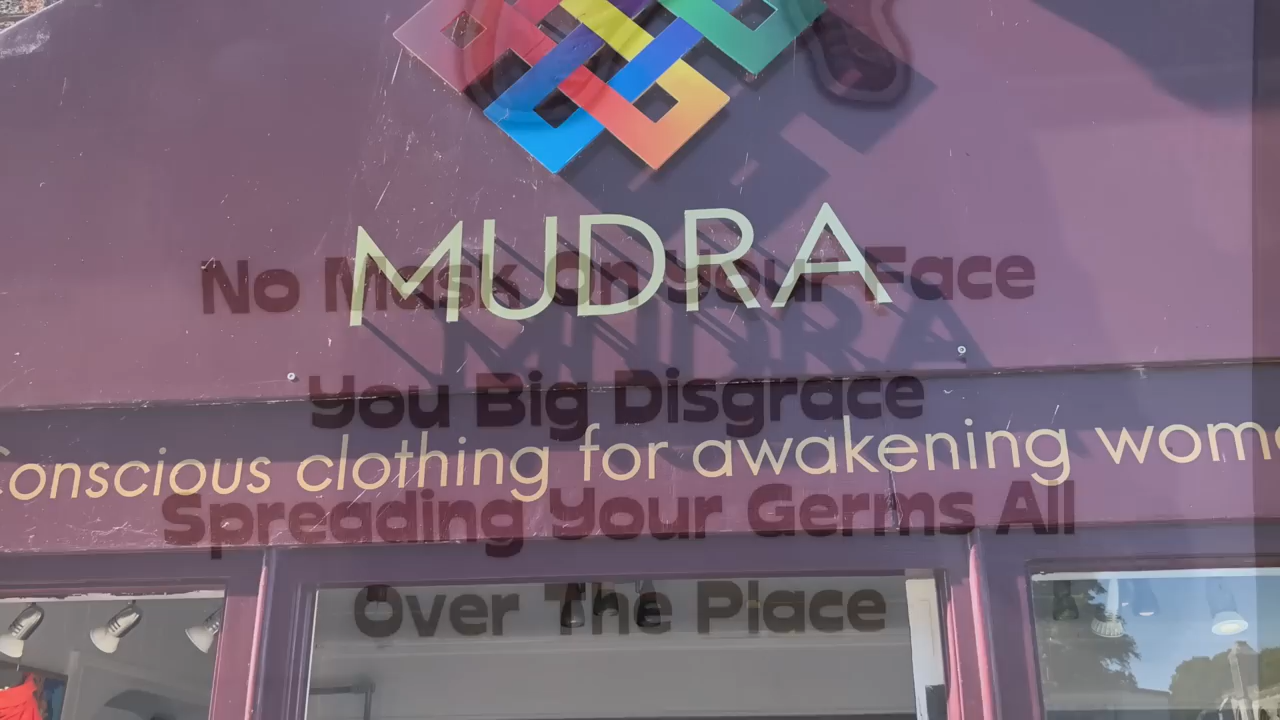 MUDRA
No Mask On Your Face
You Big Disgrace
Conscious clothing for awakening wom
Spreading Your Germs All
Over The Place